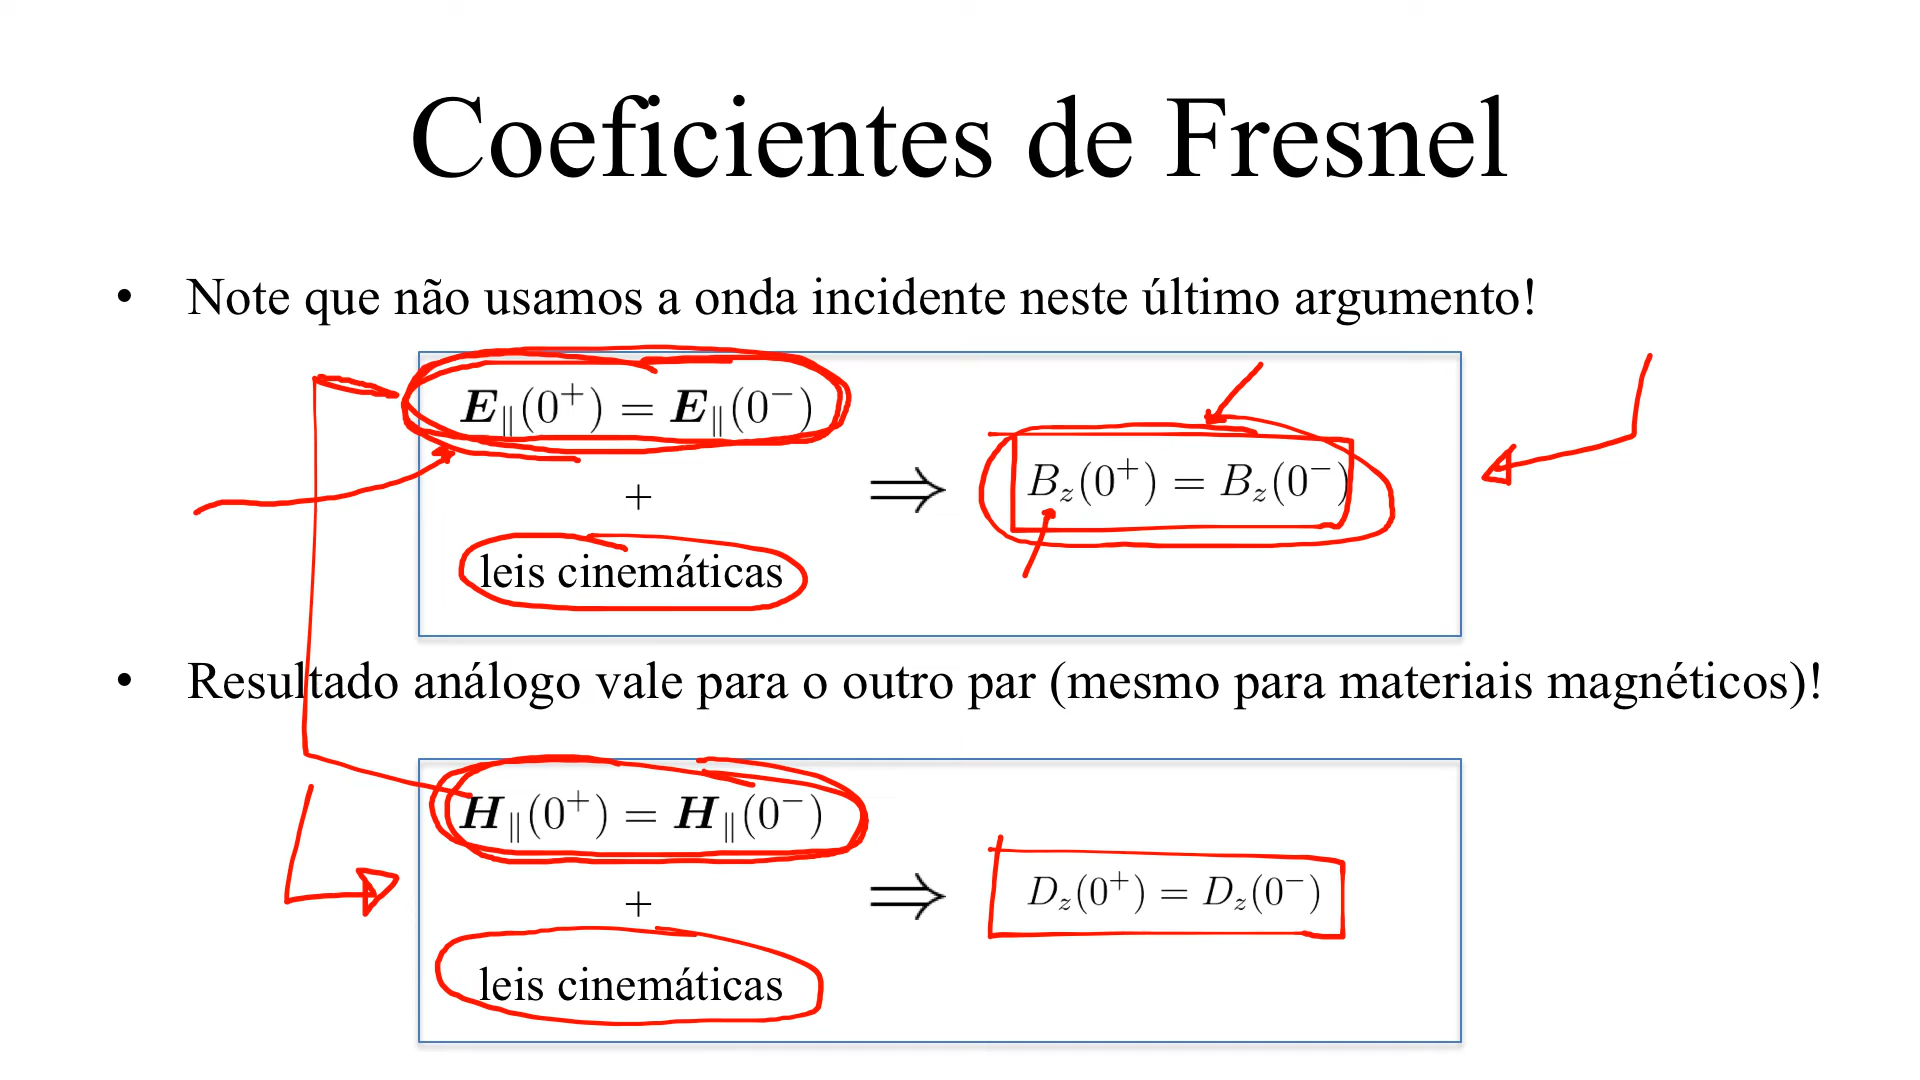 Coeficientes de Fresnel
• Note que não usamos a onda incidente neste último argumento!
E∥(0⁺) = E∥(0⁻)
+
leis cinemáticas
⇒ B_z(0⁺) = B_z(0⁻)
• Resultado análogo vale para o outro par (mesmo para materiais magnéticos)!
H∥(0⁺) = H∥(0⁻)
+
leis cinemáticas
⇒ D_z(0⁺) = D_z(0⁻)